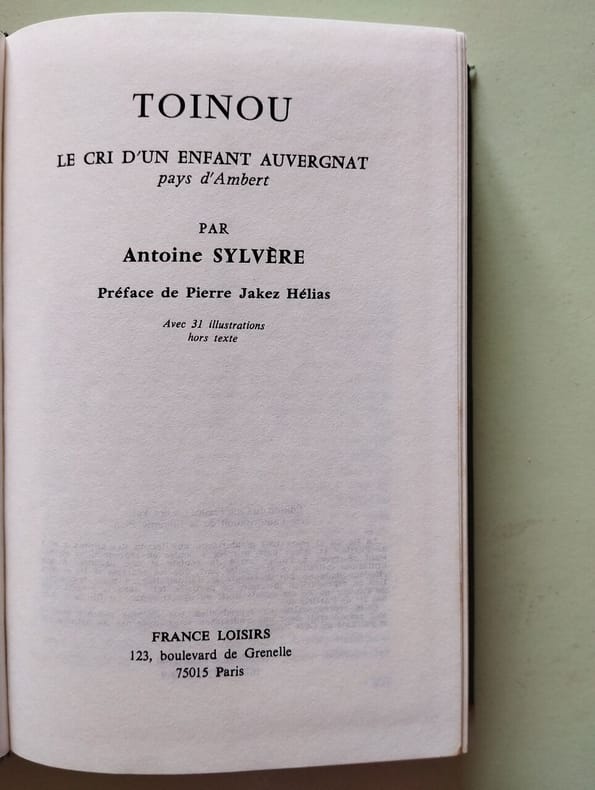 TOINOU
LE CRI D'UN ENFANT AUVERGNAT
pays d'Ambert
PAR
Antoine SYLVÈRE
Préface de Pierre Jakez Hélias
Avec 31 illustrations
hors texte
FRANCE LOISIRS
123, boulevard de Grenelle
75015 Paris